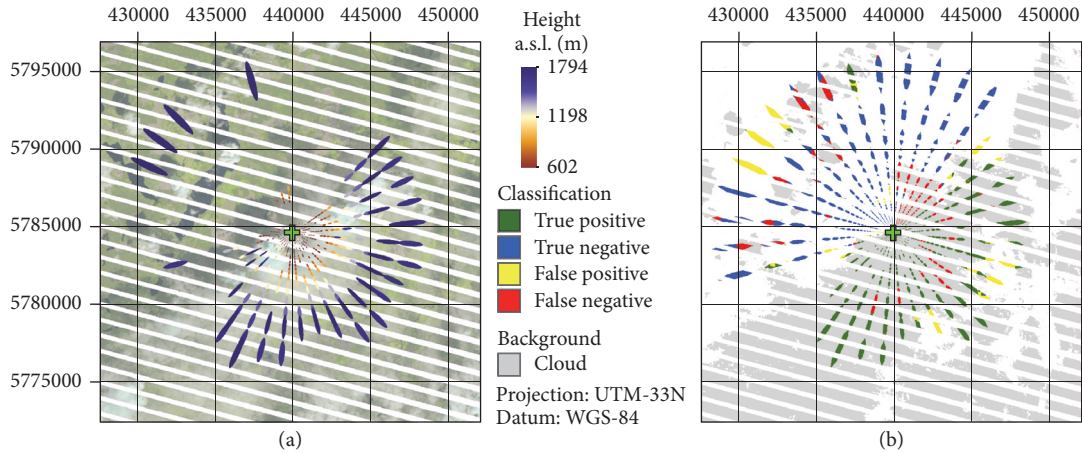 430000 435000 440000 445000 450000
Height
a.s.l. (m)
1794
1198
602
430000 435000 440000 445000 450000
5795000
5790000
5785000
5780000
5775000
Classification
True positive
True negative
False positive
False negative
Background
Cloud
Projection: UTM-33N
Datum: WGS-84
(a)
(b)